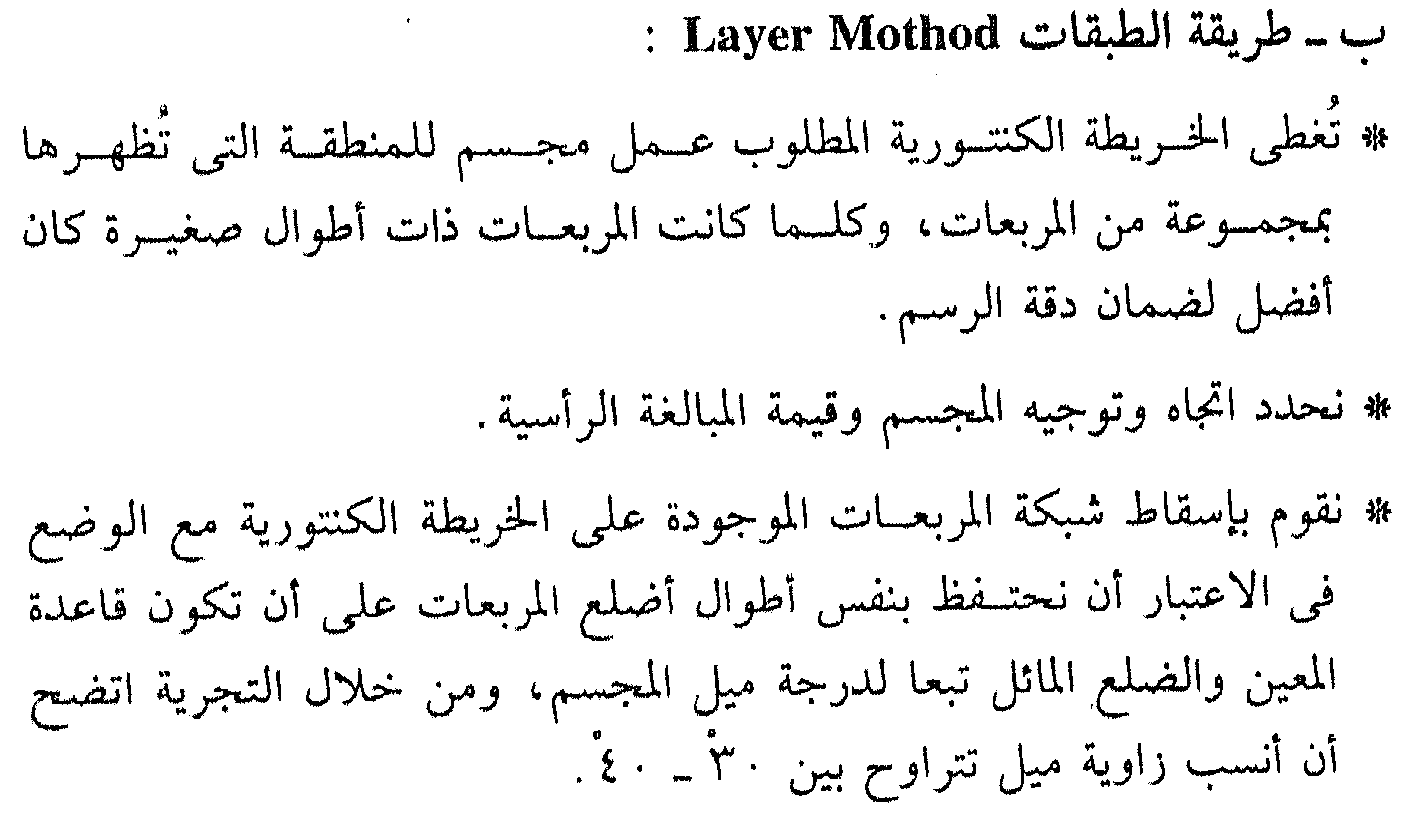 ب ـ طريقة الطبقات Layer Mothod :
* تُغطى الخريطة الكنتورية المطلوب عمل مجسم للمنطقة التى تُظهرها
بمجموعة من المربعات، وكلما كانت المربعات ذات أطوال صغيرة كان
أفضل لضمان دقة الرسم.
* نحدد اتجاه وتوجيه المجسم وقيمة المبالغة الرأسية.
* نقوم بإسقاط شبكة المربعات الموجودة على الخريطة الكنتورية مع الوضع
فى الاعتبار أن نحتفظ بنفس أطوال أضلع المربعات على أن تكون قاعدة
المعين والضلع المائل تبعا لدرجة ميل المجسم، ومن خلال التجرية اتضح
أن أنسب زاوية ميل تتراوح بين ٣٠° ـ ٤٠°.